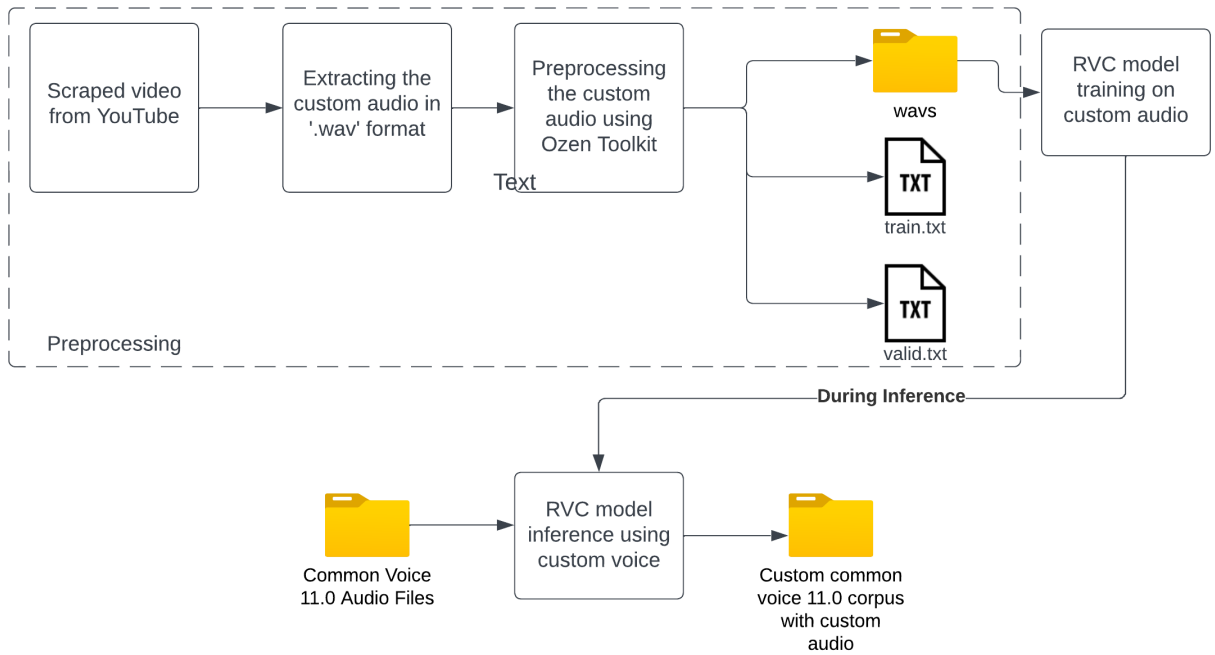 Scraped video
from YouTube
Extracting the
custom audio in
'.wav' format
Preprocessing
the custom
audio using
Ozen Toolkit
Text
wavs
TXT
train.txt
TXT
valid.txt
Preprocessing
RVC model
training on
custom audio
During Inference
Common Voice
11.0 Audio Files
RVC model
inference using
custom voice
Custom common
voice 11.0 corpus
with custom
audio